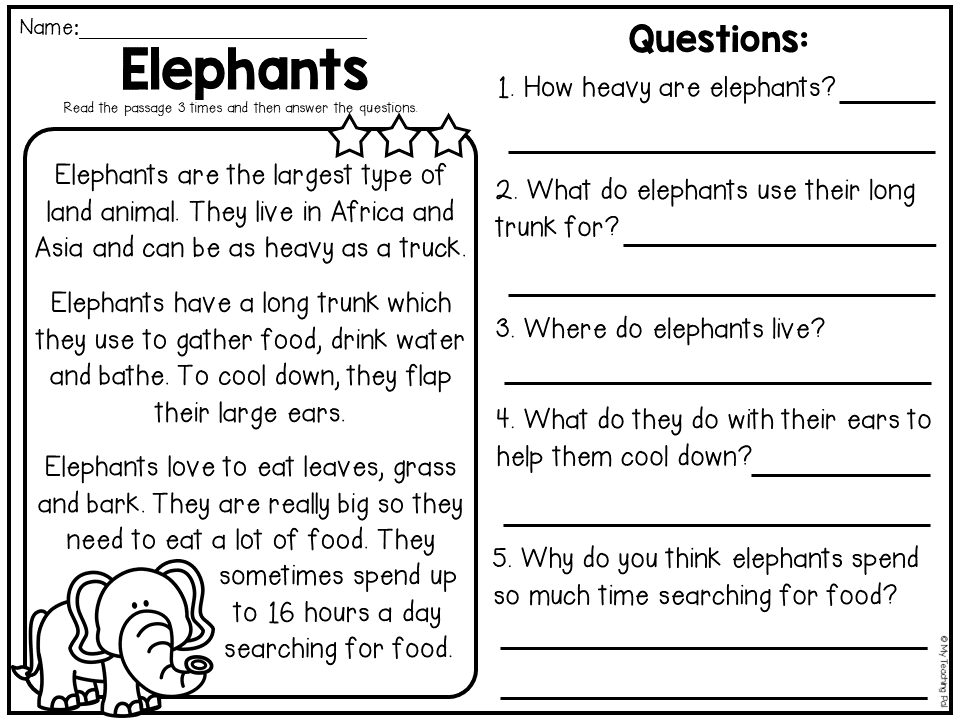 Name:
Elephants
Read the passage 3 times and then answer the questions.
Elephants are the largest type of
land animal. They live in Africa and
Asia and can be as heavy as a truck.
Elephants have a long trunk which
they use to gather food, drink water
and bathe. To cool down, they flap
their large ears.
Elephants love to eat leaves, grass
and bark. They are really big so they
need to eat a lot of food. They
sometimes spend up
to 16 hours a day
searching for food.
Questions:
1. How heavy are elephants?
2. What do elephants use their long
trunk for?
3. Where do elephants live?
4. What do they do with their ears to
help them cool down?
5. Why do you think elephants spend
so much time searching for food?
© My Teaching Pal